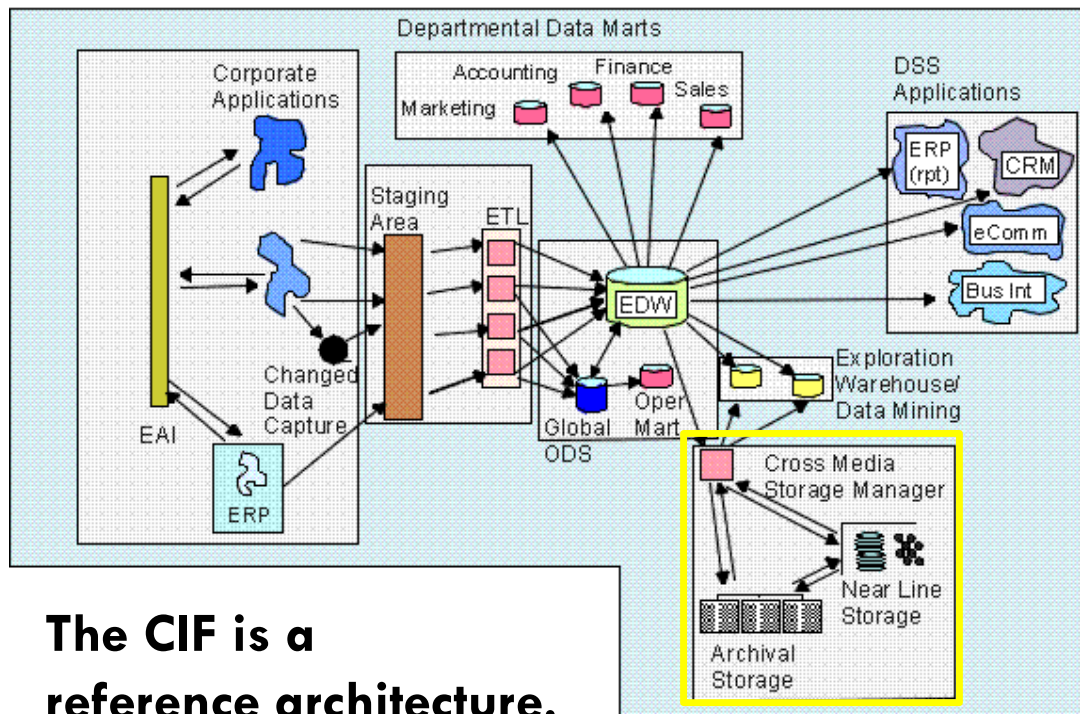 Departmental Data Marts
Accounting
Finance
Marketing
Sales
DSS
Applications
ERP
(rpt)
CRM
eComm
Bus Int
Corporate
Applications
Staging
Area
ETL
EDW
Changed
Data
Capture
EAI
ERP
Global
ODS
Oper
Mart
Exploration
Warehouse/
Data Mining
Cross Media
Storage Manager
Near Line
Storage
Archival
Storage
The CIF is a
reference architecture.